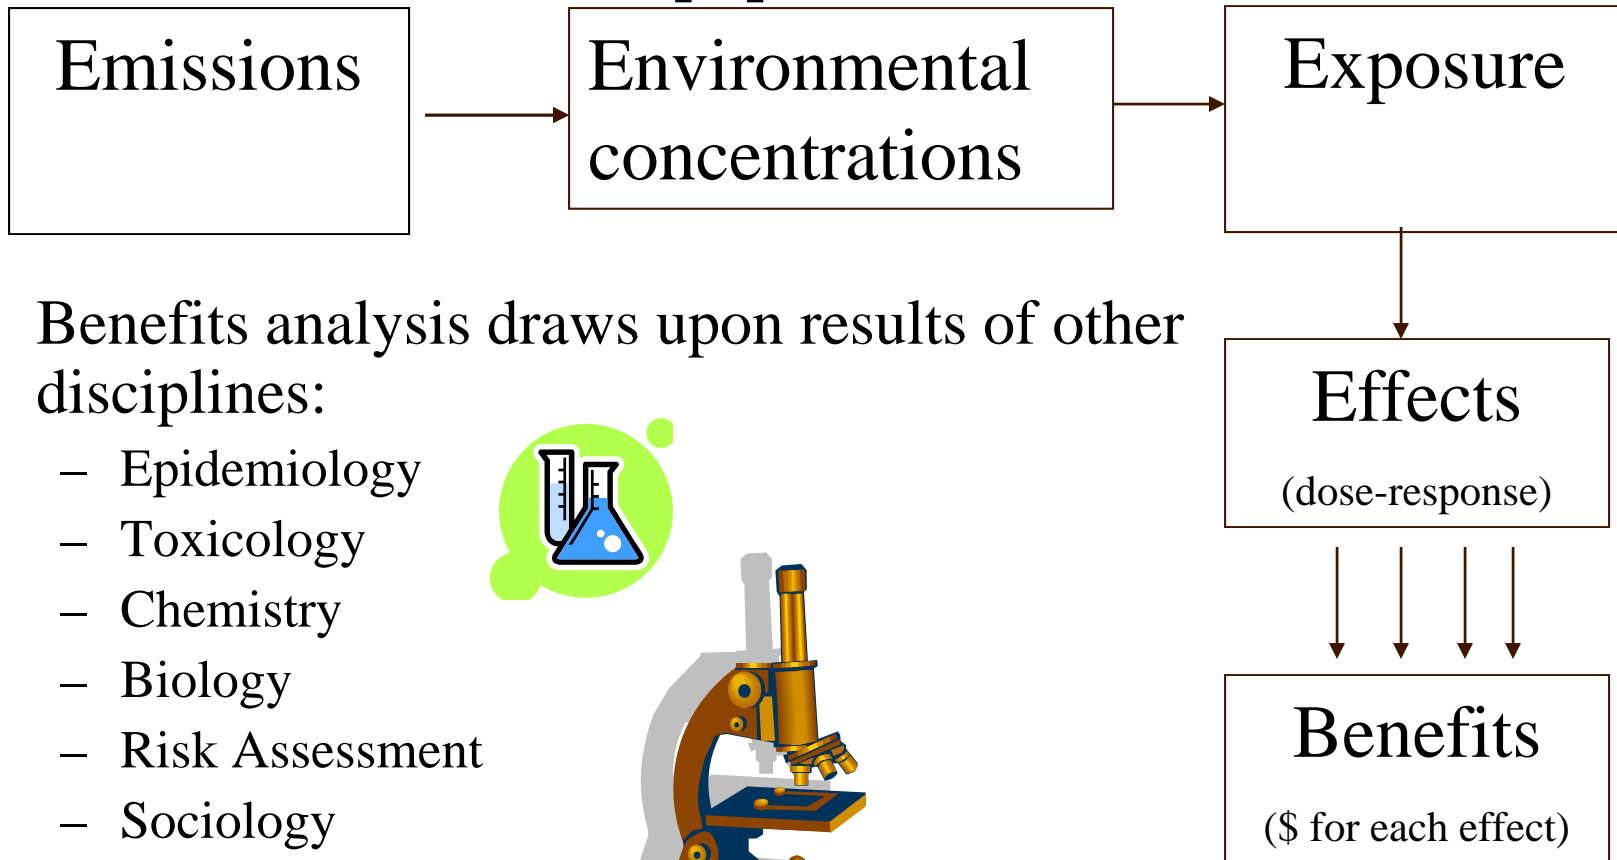 Emissions
Environmental
concentrations
Exposure
Benefits analysis draws upon results of other
disciplines:
– Epidemiology
– Toxicology
– Chemistry
– Biology
– Risk Assessment
– Sociology
Effects
(dose-response)
Benefits
($ for each effect)